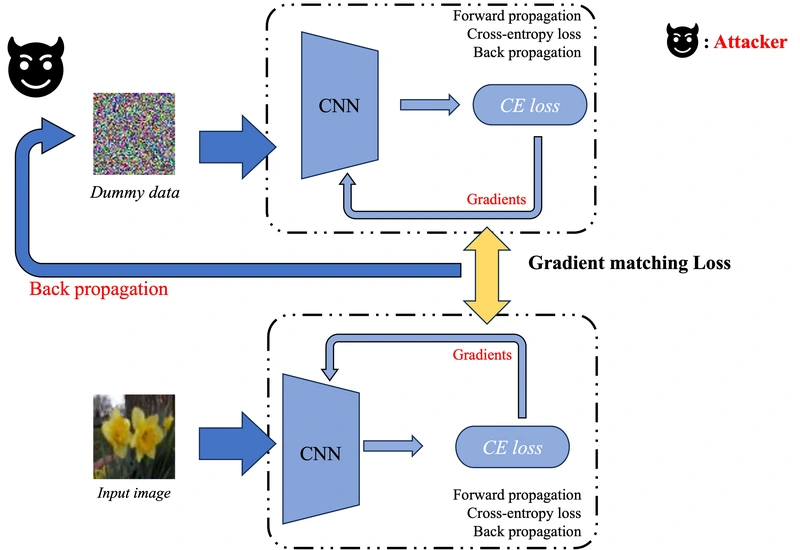 Forward propagation
Cross-entropy loss
Back propagation
: Attacker
CNN
CE loss
Dummy data
Gradients
Gradient matching Loss
Back propagation
Gradients
CNN
CE loss
Input image
Forward propagation
Cross-entropy loss
Back propagation